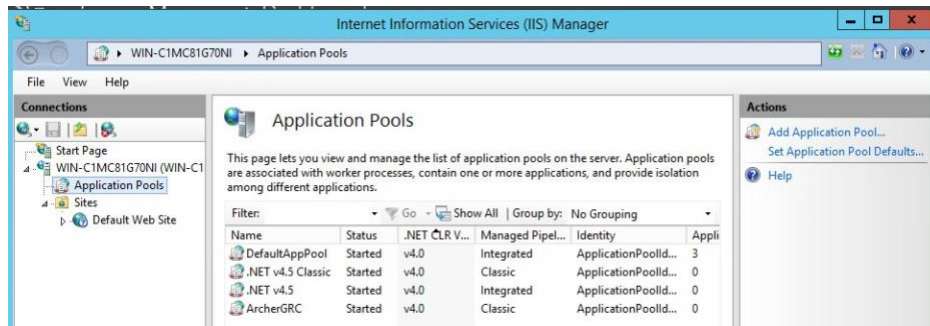 Internet Information Services (IIS) Manager
WIN-C1MC81G70NI Application Pools
File View Help
Connections
Start Page
WIN-C1MC81G70NI (WIN-C1
Application Pools
Sites
Default Web Site
Application Pools
This page lets you view and manage the list of application pools on the server. Application pools
are associated with worker processes, contain one or more applications, and provide isolation
among different applications.
Filter: Go Show All | Group by: No Grouping
Name Status .NET CLR V... Managed Pipel... Identity Appli
DefaultAppPool Started v4.0 Integrated ApplicationPoolId... 3
.NET v4.5 Classic Started v4.0 Classic ApplicationPoolId... 0
.NET v4.5 Started v4.0 Integrated ApplicationPoolId... 0
ArcherGRC Started v4.0 Classic ApplicationPoolId... 0
Actions
Add Application Pool...
Set Application Pool Defaults...
Help